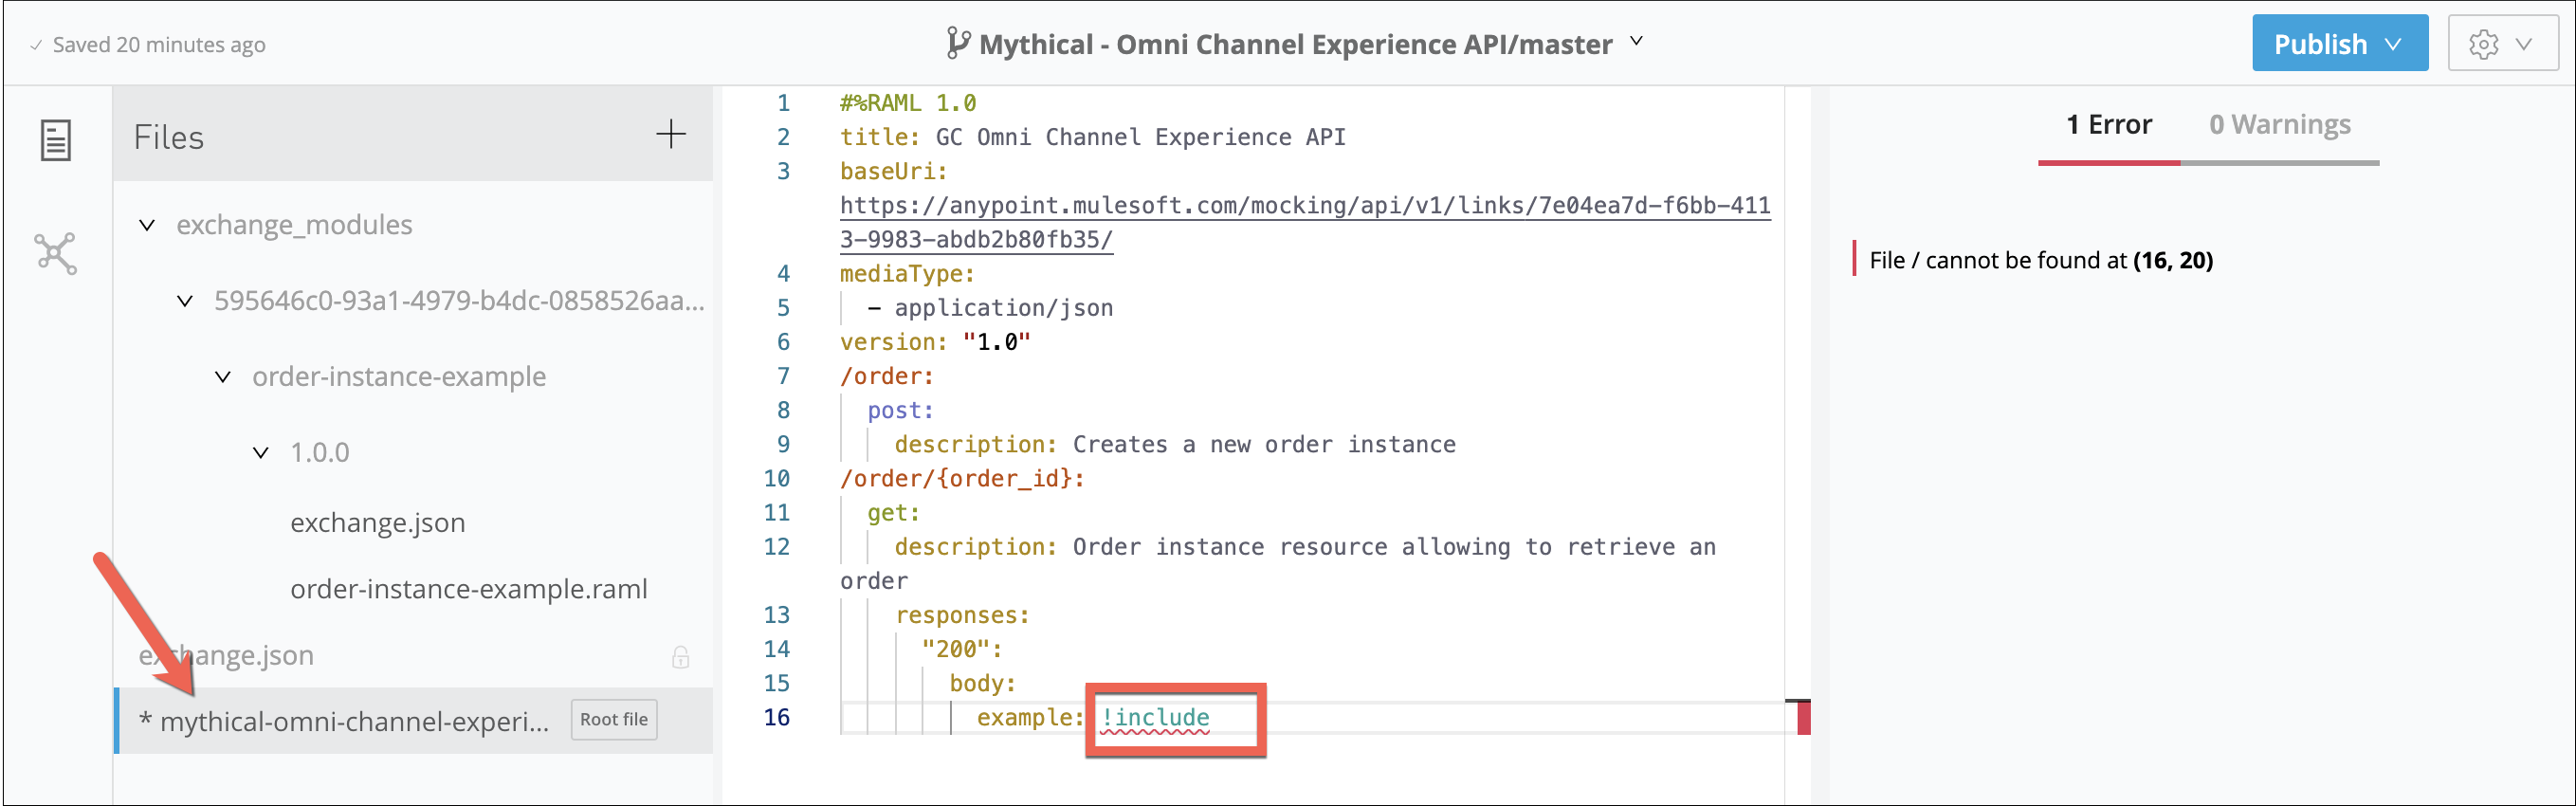 Saved 20 minutes ago
Mythical - Omni Channel Experience API/master
Publish
Files
exchange_modules
595646c0-93a1-4979-b4dc-0858526aa...
order-instance-example
1.0.0
exchange.json
order-instance-example.raml
exchange.json
* mythical-omni-channel-experi... Root file
1 #%RAML 1.0
2 title: GC Omni Channel Experience API
3 baseUri:
https://anypoint.mulesoft.com/mocking/api/v1/links/7e04ea7d-f6bb-411
3-9983-abdb2b80fb35/
4 mediaType:
5 - application/json
6 version: "1.0"
7 /order:
8 post:
9 description: Creates a new order instance
10 /order/{order_id}:
11 get:
12 description: Order instance resource allowing to retrieve an
order
13 responses:
14 "200":
15 body:
16 example: !include
1 Error 0 Warnings
File / cannot be found at (16, 20)